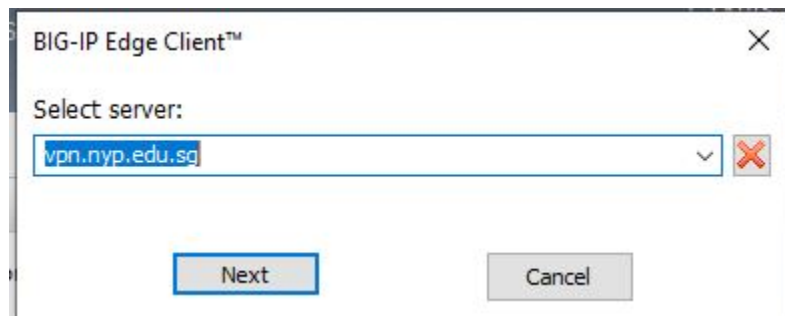 BIG-IP Edge Client™
Select server:
vpn.nyp.edu.sg
Next
Cancel